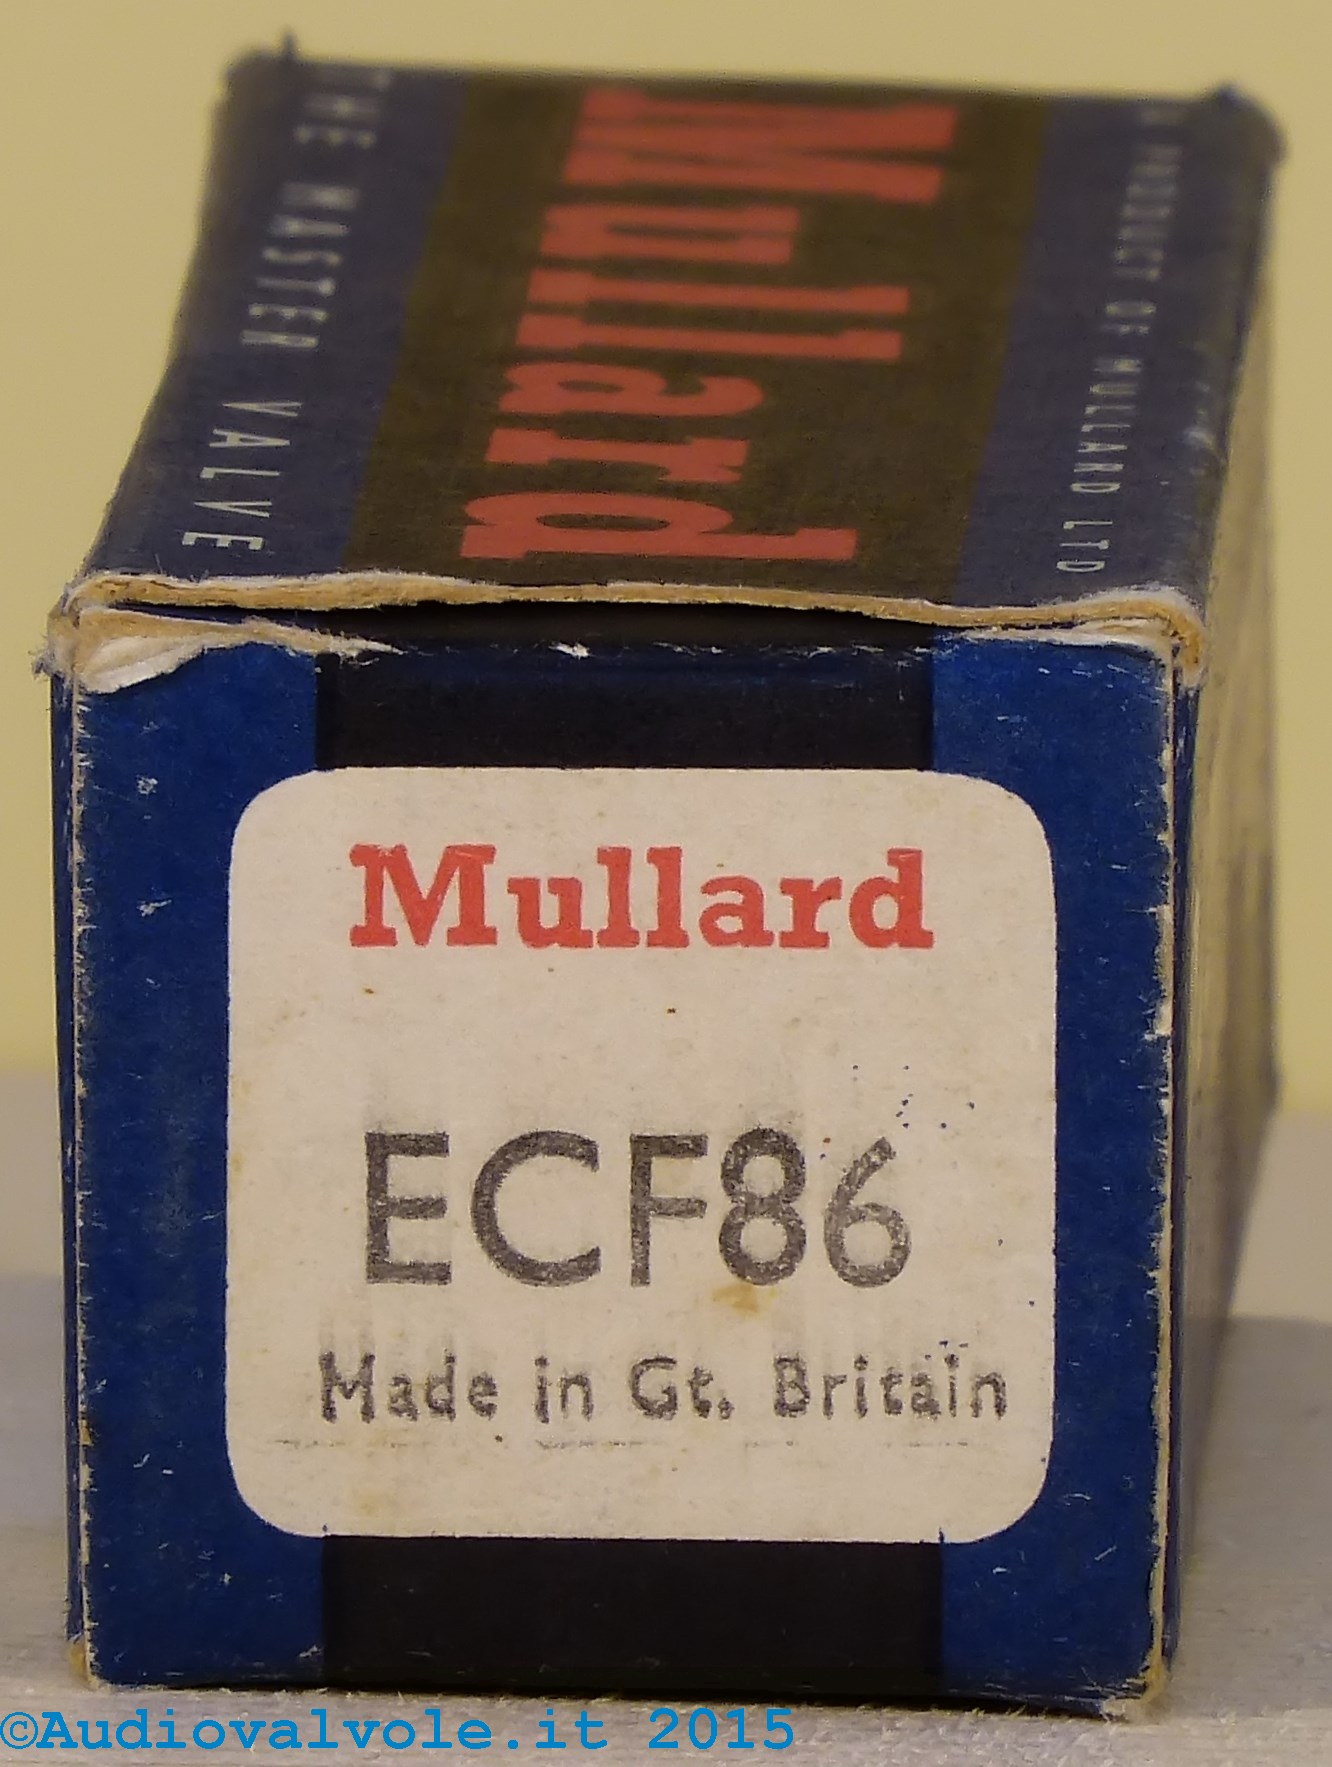 THE MASTER VALVE
Mullard
A PRODUCT OF MULLARD LTD
Mullard
ECF86
Made in Gt. Britain
©Audiovalvole.it 2015